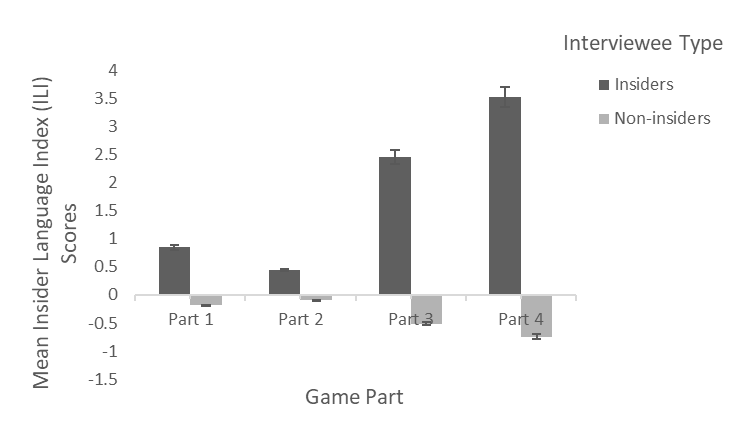 Interviewee Type
Insiders
Non-insiders
Mean Insider Language Index (ILI)
Scores
4
3.5
3
2.5
2
1.5
1
0.5
0
-0.5
-1
-1.5
Part 1
Part 2
Part 3
Part 4
Game Part